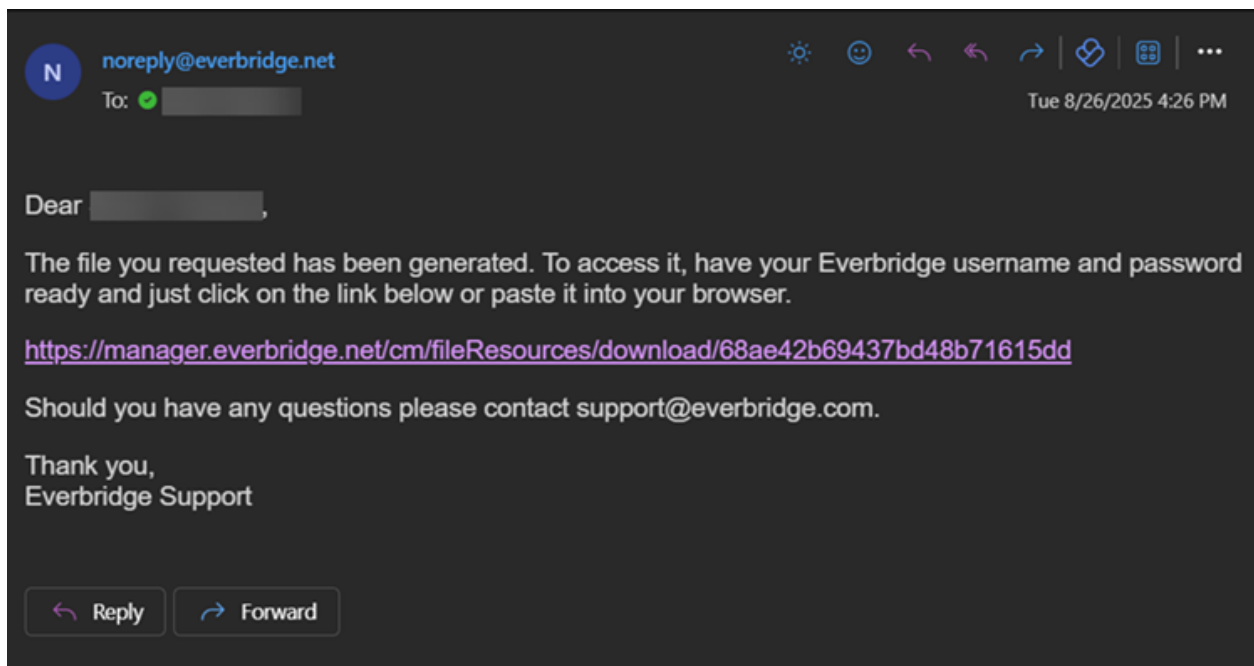 N
noreply@everbridge.net
To:
Tue 8/26/2025 4:26 PM
Dear ,
The file you requested has been generated. To access it, have your Everbridge username and password
ready and just click on the link below or paste it into your browser.
https://manager.everbridge.net/cm/fileResources/download/68ae42b69437bd48b71615dd
Should you have any questions please contact support@everbridge.com.
Thank you,
Everbridge Support
Reply
Forward